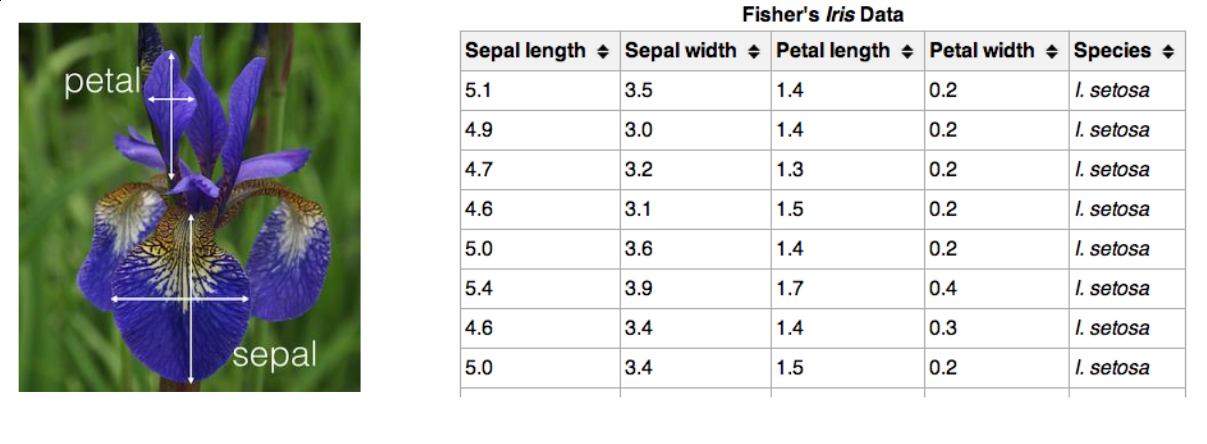 petal
sepal
Fisher's Iris Data
Sepal length Sepal width Petal length Petal width Species
5.1 3.5 1.4 0.2 I. setosa
4.9 3.0 1.4 0.2 I. setosa
4.7 3.2 1.3 0.2 I. setosa
4.6 3.1 1.5 0.2 I. setosa
5.0 3.6 1.4 0.2 I. setosa
5.4 3.9 1.7 0.4 I. setosa
4.6 3.4 1.4 0.3 I. setosa
5.0 3.4 1.5 0.2 I. setosa